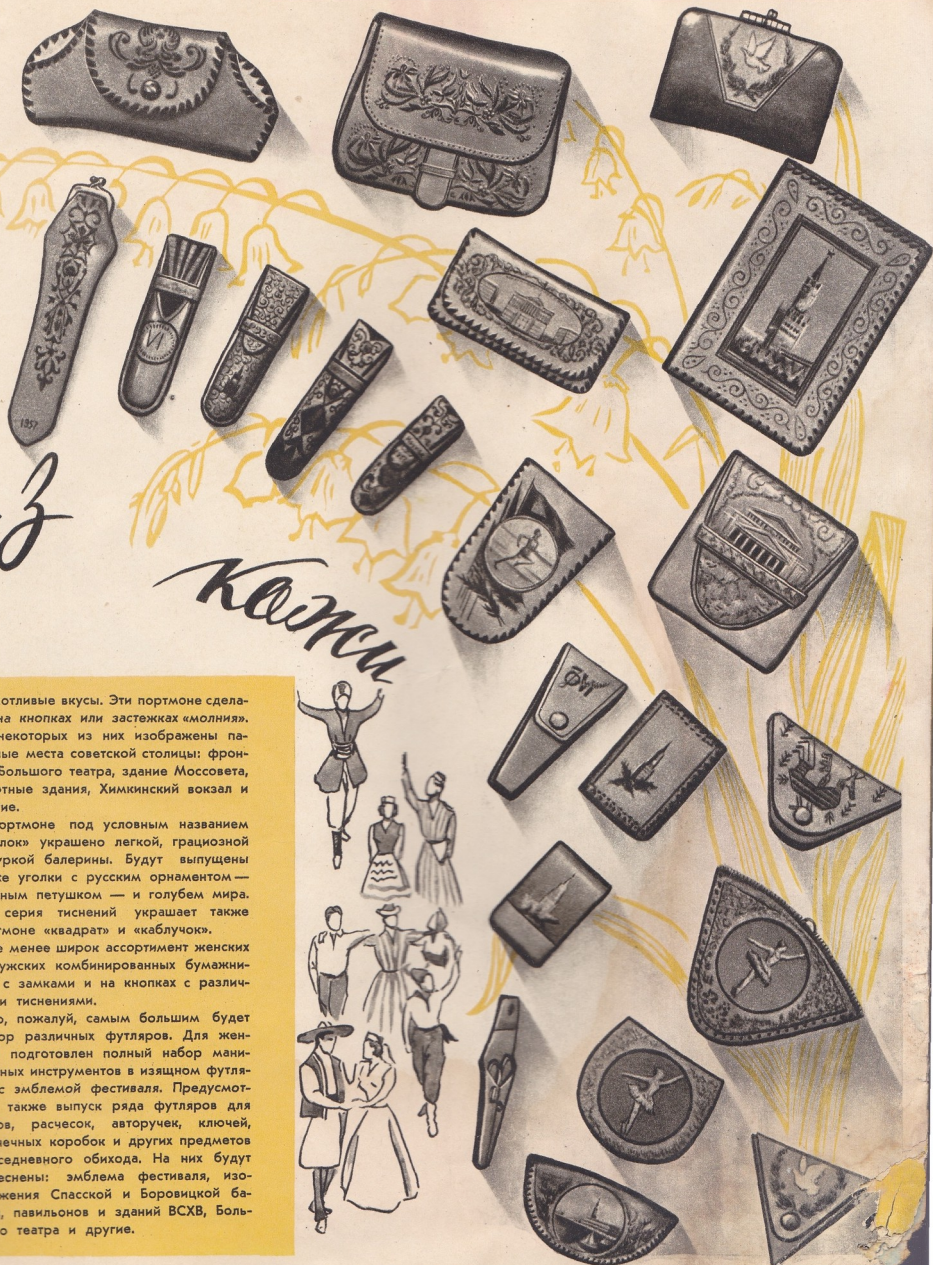 1957
из
кожи
отливые вкусы. Эти портмоне сдела-
на кнопках или застежках «молния».
некоторых из них изображены па-
ые места советской столицы: фрон-
Большого театра, здание Моссовета,
отные здания, Химкинский вокзал и
ие.
ортмоне под условным названием
лок» украшено легкой, грациозной
уркой балерины. Будут выпущены
же уголки с русским орнаментом —
ным петушком — и голубем мира.
серия тиснений украшает также
тмоне «квадрат» и «каблучок».
е менее широк ассортимент женских
ужских комбинированных бумажни-
с замками и на кнопках с различ-
и тиснениями.
о, пожалуй, самым большим будет
ор различных футляров. Для жен-
подготовлен полный набор мани-
ных инструментов в изящном футля-
с эмблемой фестиваля. Предусмот-
также выпуск ряда футляров для
ов, расчесок, авторучек, ключей,
чечных коробок и других предметов
седневного обихода. На них будут
еснены: эмблема фестиваля, изо-
жения Спасской и Боровицкой ба-
, павильонов и зданий ВСХВ, Боль-
о театра и другие.